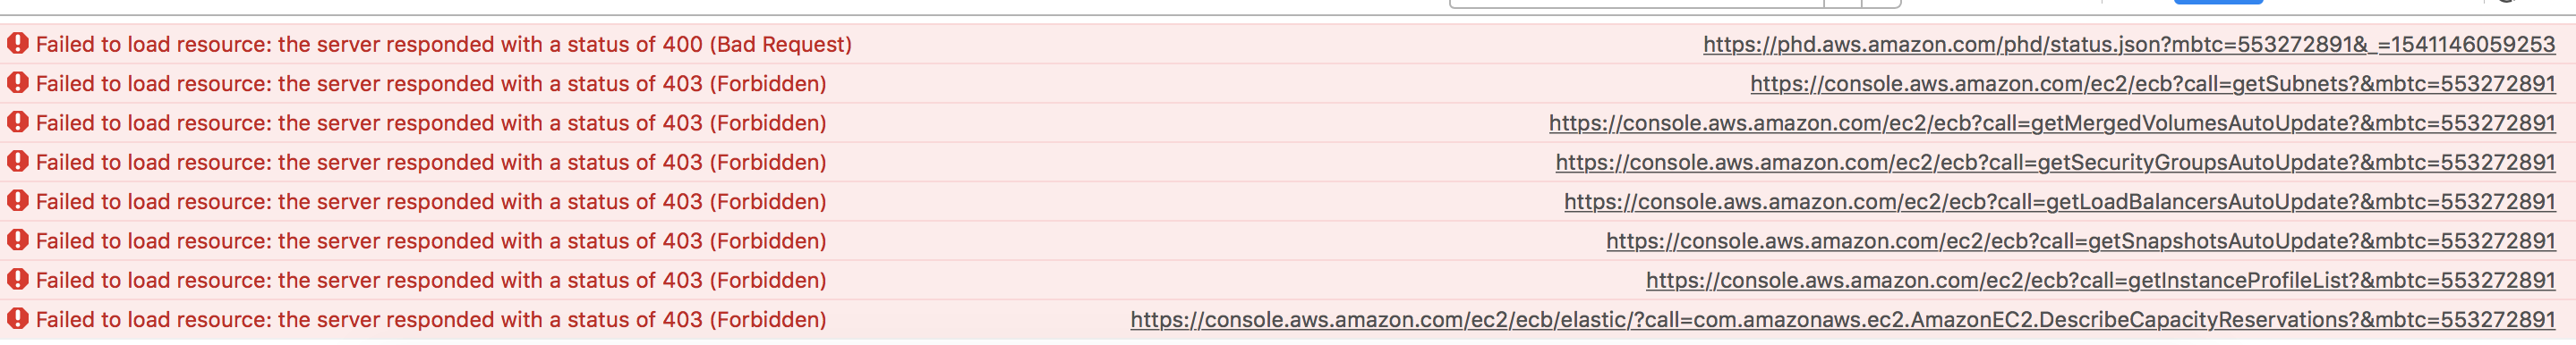 Failed to load resource: the server responded with a status of 400 (Bad Request) https://phd.aws.amazon.com/phd/status.json?mbtc=553272891&_=1541146059253
Failed to load resource: the server responded with a status of 403 (Forbidden) https://console.aws.amazon.com/ec2/ecb?call=getSubnets?&mbtc=553272891
Failed to load resource: the server responded with a status of 403 (Forbidden) https://console.aws.amazon.com/ec2/ecb?call=getMergedVolumesAutoUpdate?&mbtc=553272891
Failed to load resource: the server responded with a status of 403 (Forbidden) https://console.aws.amazon.com/ec2/ecb?call=getSecurityGroupsAutoUpdate?&mbtc=553272891
Failed to load resource: the server responded with a status of 403 (Forbidden) https://console.aws.amazon.com/ec2/ecb?call=getLoadBalancersAutoUpdate?&mbtc=553272891
Failed to load resource: the server responded with a status of 403 (Forbidden) https://console.aws.amazon.com/ec2/ecb?call=getSnapshotsAutoUpdate?&mbtc=553272891
Failed to load resource: the server responded with a status of 403 (Forbidden) https://console.aws.amazon.com/ec2/ecb?call=getInstanceProfileList?&mbtc=553272891
Failed to load resource: the server responded with a status of 403 (Forbidden) https://console.aws.amazon.com/ec2/ecb/elastic/?call=com.amazonaws.ec2.AmazonEC2.DescribeCapacityReservations?&mbtc=553272891